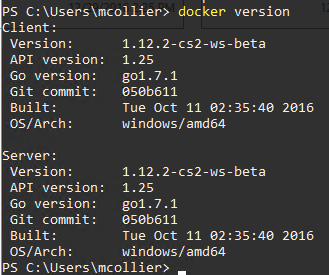 PS C:\Users\mcollier> docker version
Client:
 Version:      1.12.2-cs2-ws-beta
 API version:  1.25
 Go version:   go1.7.1
 Git commit:   050b611
 Built:        Tue Oct 11 02:35:40 2016
 OS/Arch:      windows/amd64

Server:
 Version:      1.12.2-cs2-ws-beta
 API version:  1.25
 Go version:   go1.7.1
 Git commit:   050b611
 Built:        Tue Oct 11 02:35:40 2016
 OS/Arch:      windows/amd64
PS C:\Users\mcollier>